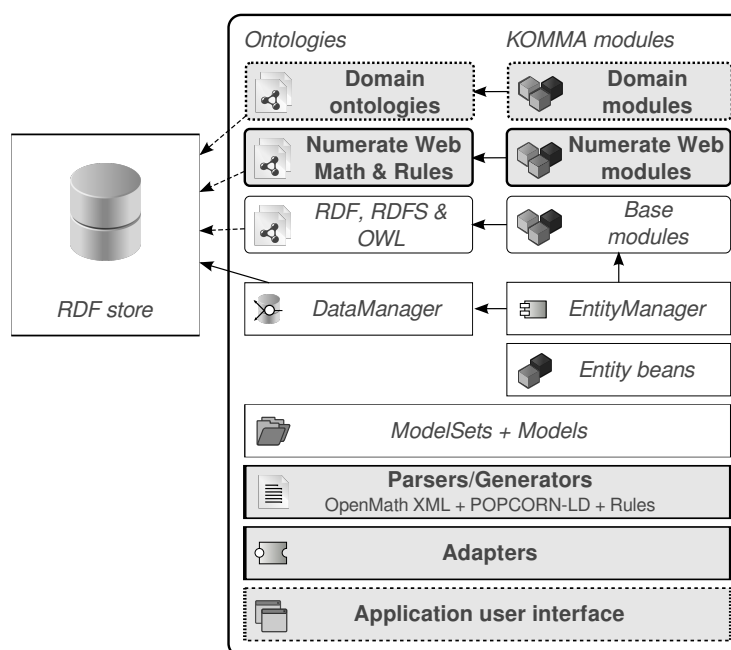 Ontologies
KOMMA modules
Domain
ontologies
Domain
modules
Numerate Web
Math & Rules
Numerate Web
modules
RDF, RDFS &
OWL
Base
modules
RDF store
DataManager
EntityManager
Entity beans
ModelSets + Models
Parsers/Generators
OpenMath XML + POPCORN-LD + Rules
Adapters
Application user interface